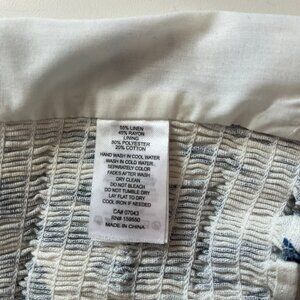 55% LINEN
45% RAYON
LINING
80% POLYESTER
20% COTTON
HAND WASH IN COOL WATER
WASH IN COLD WATER
SEPARATELY COLOR
FADES AFTER WASH
DRY CLEAN
DO NOT BLEACH
DO NOT TUMBLE DRY
LAY FLAT TO DRY
COOL IRON IF NEEDED
CA# 07043
RN# 159550
MADE IN CHINA